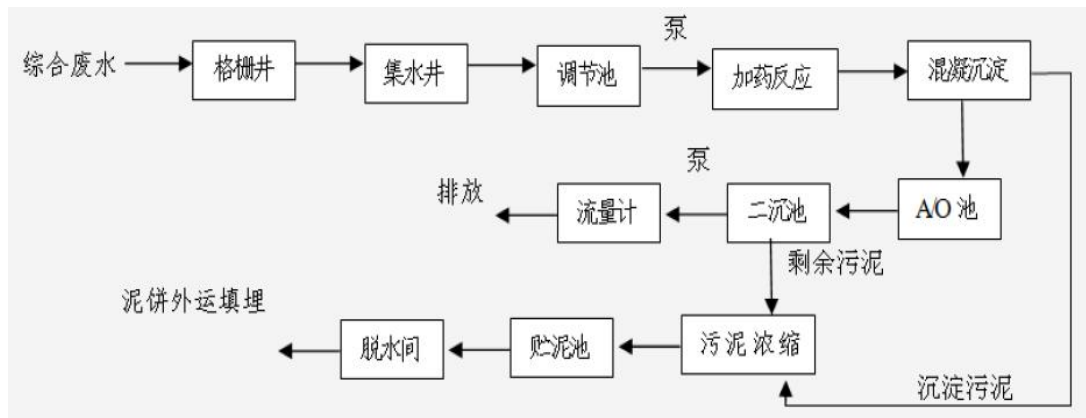 泵
综合废水
格栅井
集水井
调节池
加药反应
混凝沉淀
泵
排放
流量计
二沉池
A/O 池
剩余污泥
泥饼外运填埋
脱水间
贮泥池
污泥浓缩
沉淀污泥